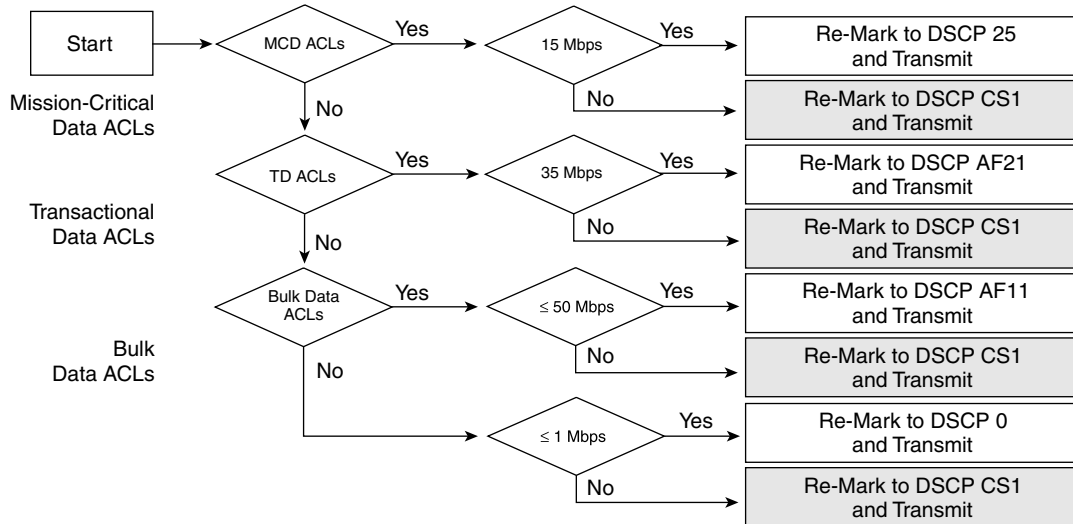 Start
MCD ACLs
Yes
15 Mbps
Yes
Re-Mark to DSCP 25
and Transmit
No
Re-Mark to DSCP CS1
and Transmit
Mission-Critical
Data ACLs
No
TD ACLs
Yes
35 Mbps
Yes
Re-Mark to DSCP AF21
and Transmit
No
Re-Mark to DSCP CS1
and Transmit
Transactional
Data ACLs
No
Bulk Data
ACLs
Yes
≤ 50 Mbps
Yes
Re-Mark to DSCP AF11
and Transmit
No
Re-Mark to DSCP CS1
and Transmit
Bulk
Data ACLs
No
≤ 1 Mbps
Yes
Re-Mark to DSCP 0
and Transmit
No
Re-Mark to DSCP CS1
and Transmit